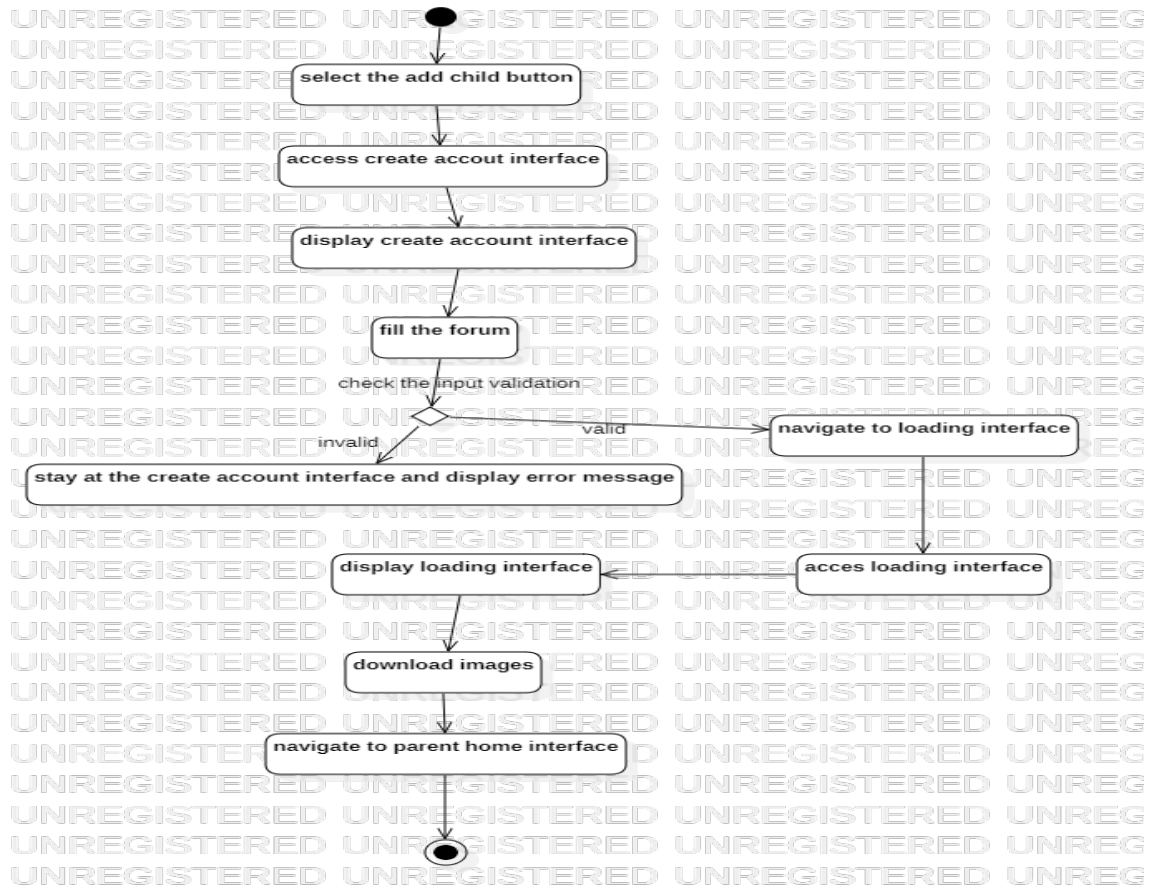 select the add child button
access create accout interface
display create account interface
fill the forum
check the input validation
invalid
valid
navigate to loading interface
stay at the create account interface and display error message
display loading interface
acces loading interface
download images
navigate to parent home interface
UNREGISTERED